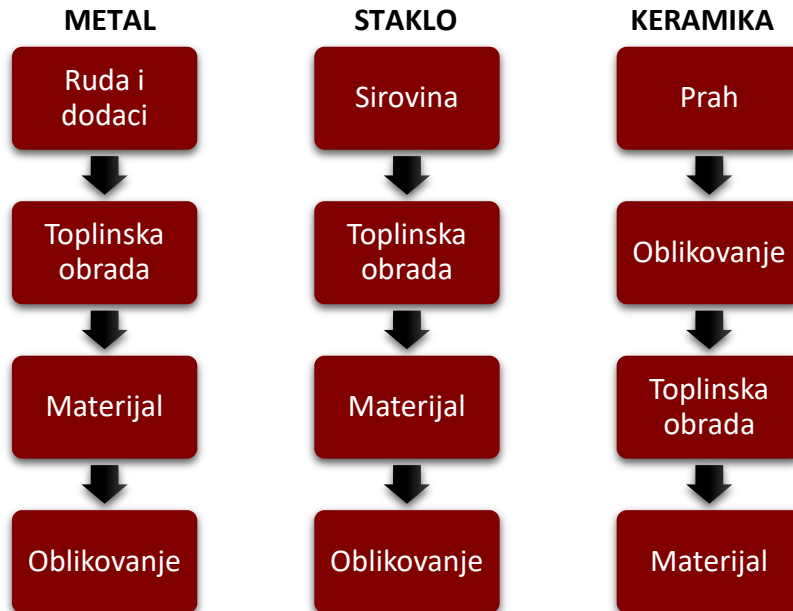 METAL
Ruda i
dodaci
Toplinska
obrada
Materijal
Oblikovanje
STAKLO
Sirovina
Toplinska
obrada
Materijal
Oblikovanje
KERAMIKA
Prah
Oblikovanje
Toplinska
obrada
Materijal